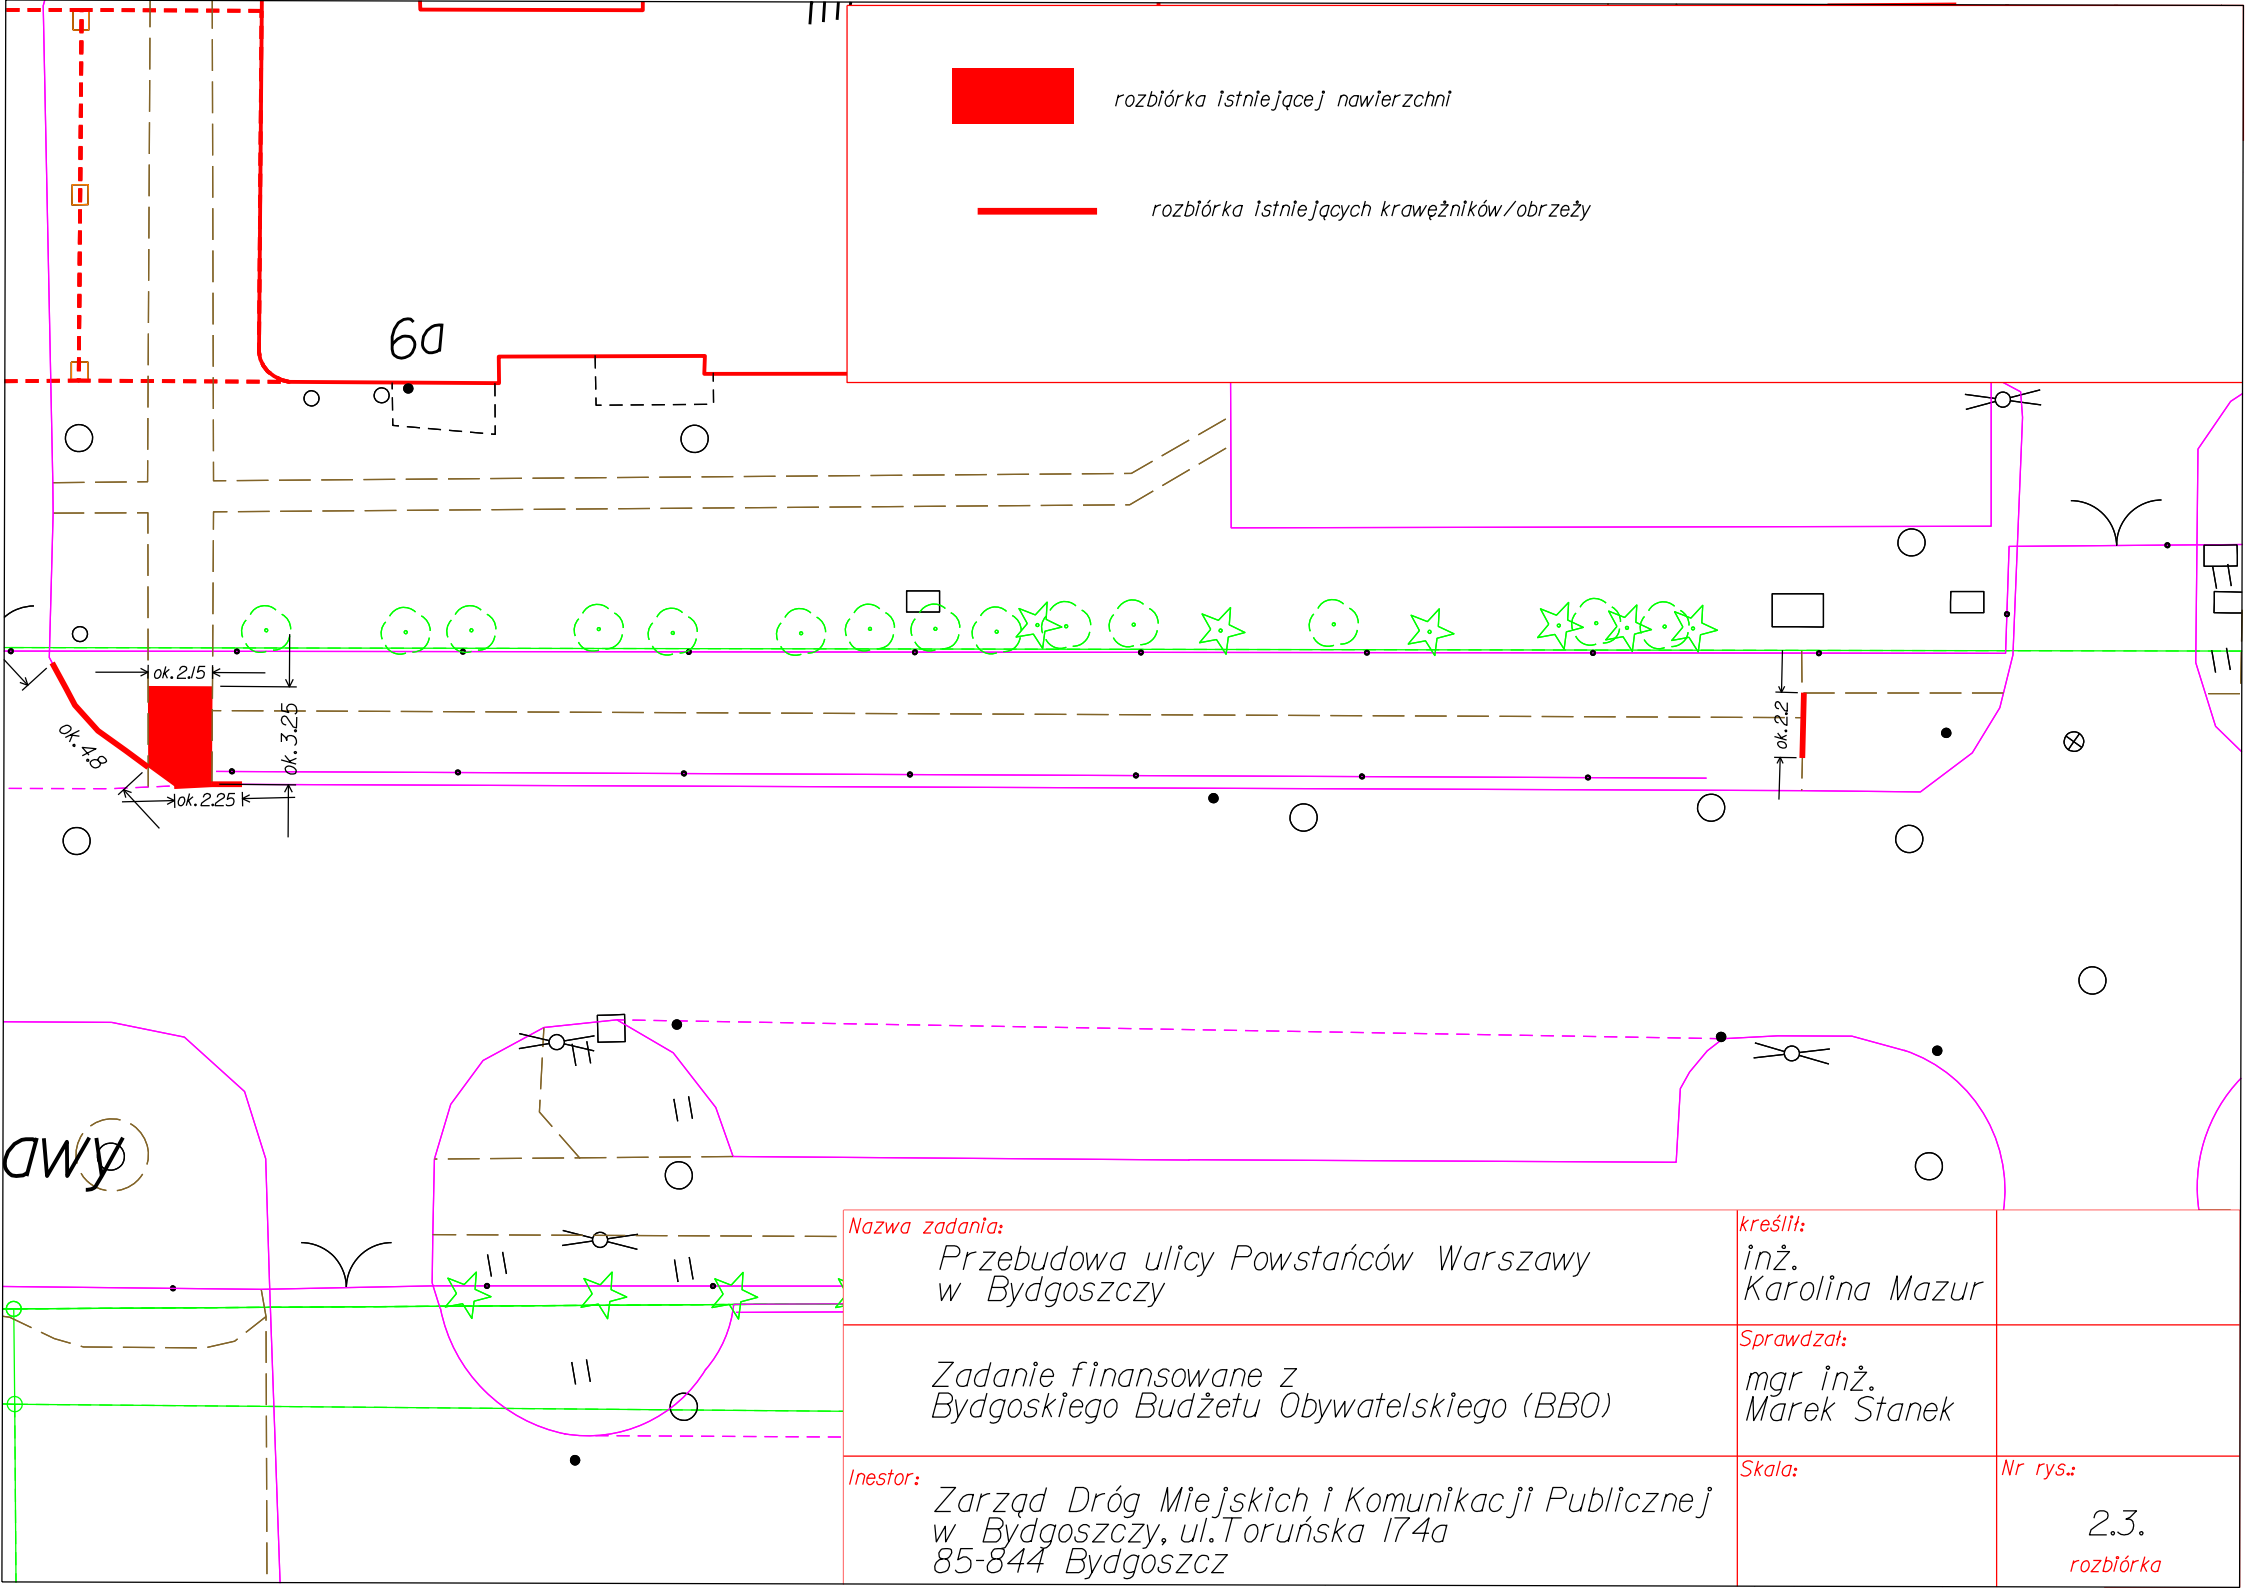 rozbiórka istniejącej nawierzchni
rozbiórka istniejących krawężników/obrzeży
6a
ok.2.15
ok.3.25
ok.4.8
ok.2.25
ok.2.2
awy
Nazwa zadania:
Przebudowa ulicy Powstańców Warszawy
w Bydgoszczy
kreślił:
inż.
Karolina Mazur
Zadanie finansowane z
Bydgoskiego Budżetu Obywatelskiego (BBO)
Sprawdzał:
mgr inż.
Marek Stanek
Inestor:
Zarząd Dróg Miejskich i Komunikacji Publicznej
w Bydgoszczy, ul.Toruńska 174a
85-844 Bydgoszcz
Skala:
Nr rys.:
2.3.
rozbiórka